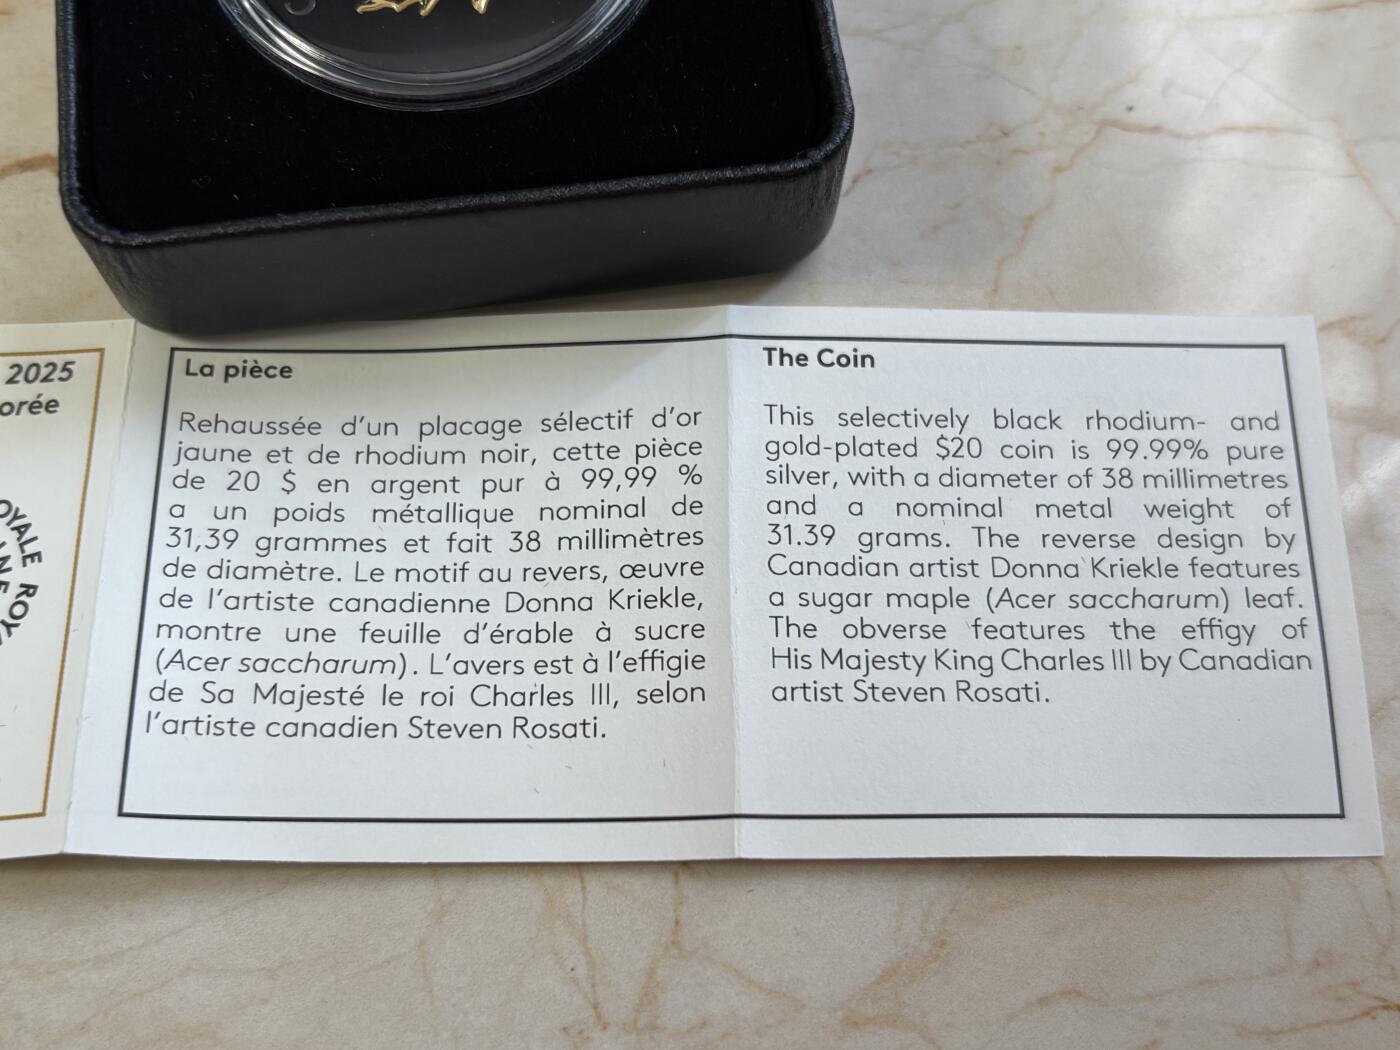 2025
orée
OYALE ROY
La pièce
Rehaussée d'un placage sélectif d'or
jaune et de rhodium noir, cette pièce
de 20 $ en argent pur à 99,99 %
a un poids métallique nominal de
31,39 grammes et fait 38 millimètres
de diamètre. Le motif au revers, œuvre
de l'artiste canadienne Donna Kriekle,
montre une feuille d'érable à sucre
(Acer saccharum). L'avers est à l'effigie
de Sa Majesté le roi Charles III, selon
l'artiste canadien Steven Rosati.
The Coin
This selectively black rhodium- and
gold-plated $20 coin is 99.99% pure
silver, with a diameter of 38 millimetres
and a nominal metal weight of
31.39 grams. The reverse design by
Canadian artist Donna Kriekle features
a sugar maple (Acer saccharum) leaf.
The obverse features the effigy of
His Majesty King Charles III by Canadian
artist Steven Rosati.